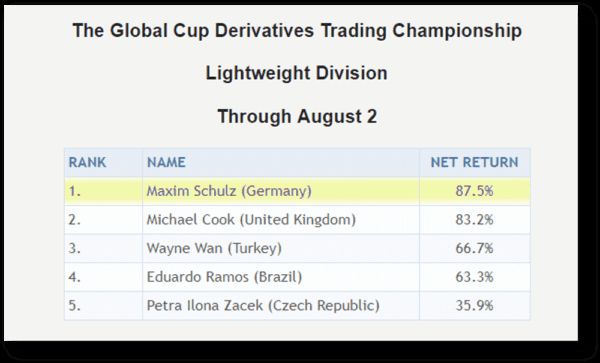 The Global Cup Derivatives Trading Championship
Lightweight Division
Through August 2
RANK NAME NET RETURN
1. Maxim Schulz (Germany) 87.5%
2. Michael Cook (United Kingdom) 83.2%
3. Wayne Wan (Turkey) 66.7%
4. Eduardo Ramos (Brazil) 63.3%
5. Petra Ilona Zacek (Czech Republic) 35.9%